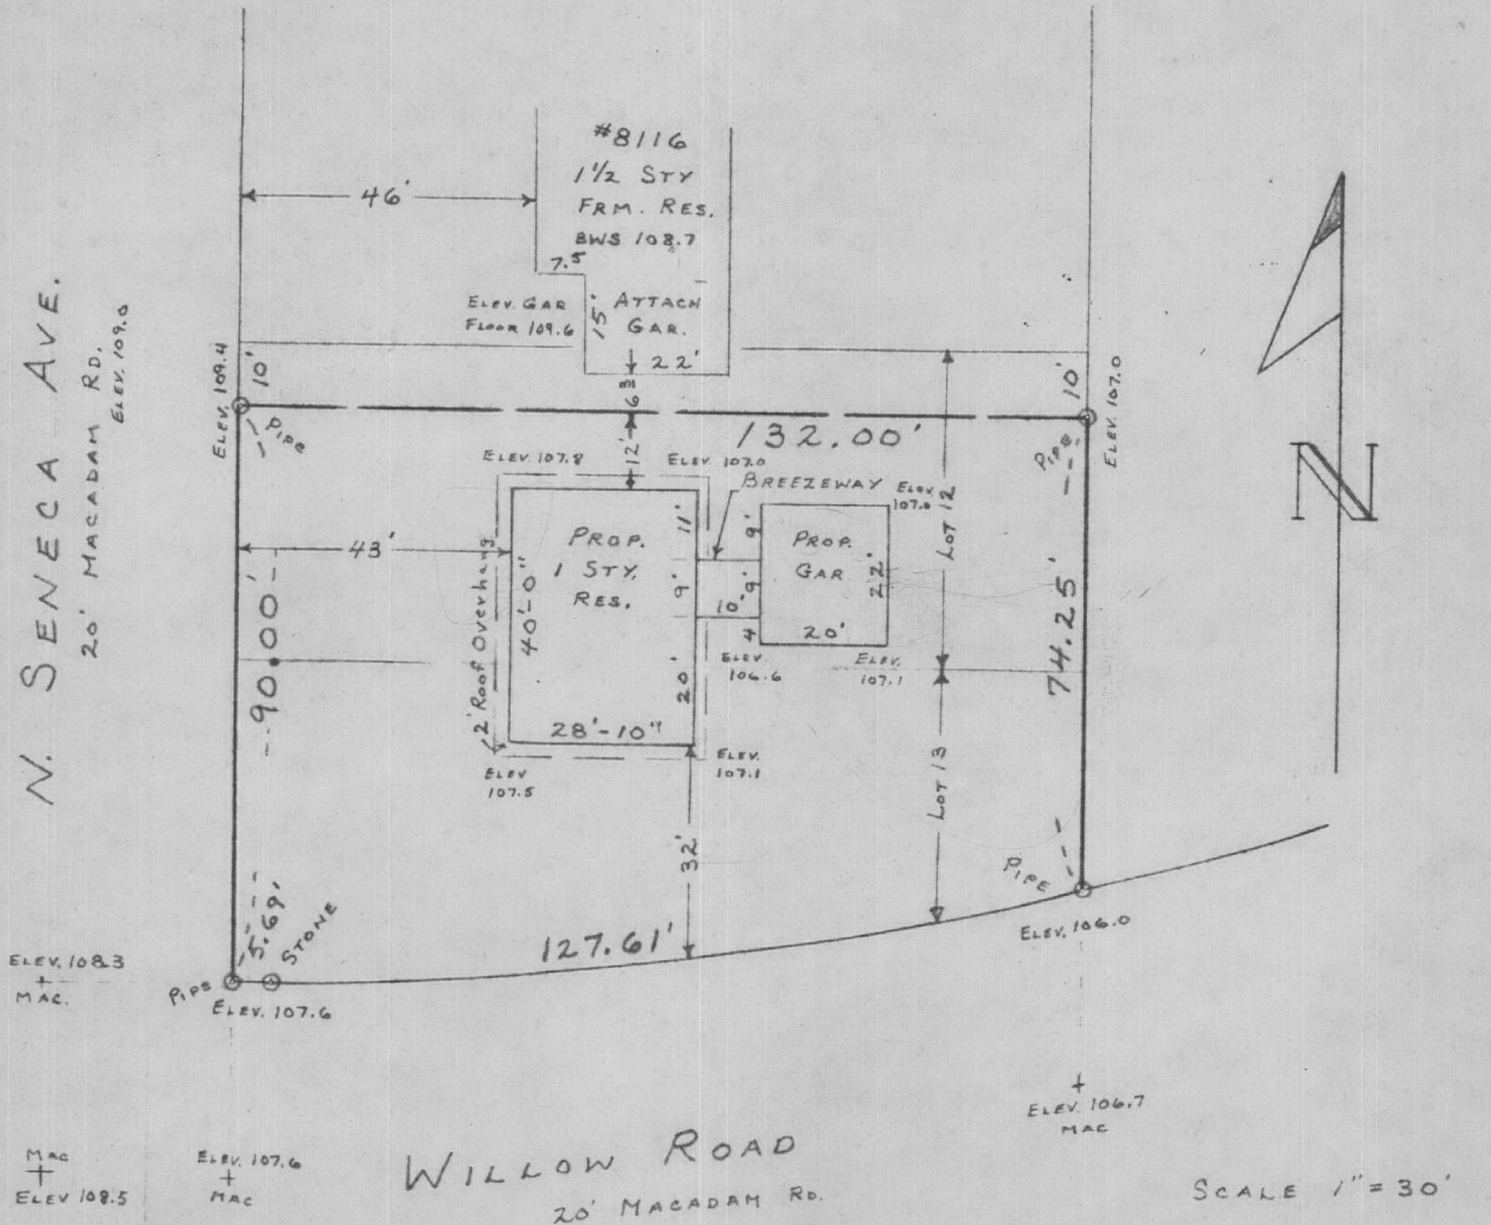 #8116
1 1/2 STY
FRM. RES.
BWS 108.7
46'
7.5
ELEV. GAR
FLOOR 109.6
15'
ATTACH
GAR.
22'
N. SENECA AVE.
20' MACADAM RD.
ELEV. 109.0
ELEV. 109.4
10'
PIPE
6.3
12'
132.00'
10'
ELEV. 107.0
PIPE
ELEV 107.8
ELEV 107.0
BREEZEWAY
ELEV.
107.0
LOT 12
43'
PROP.
1 STY.
RES.
11'
9'
20'
40'-0"
28'-10"
2' Roof Overhang
9'
9'
10'
4
PROP.
GAR
22'
20'
ELEV.
106.6
ELEV.
107.1
90.00'
74.25'
LOT 13
ELEV
107.5
ELEV.
107.1
32'
PIPE
ELEV. 106.0
5.69'
STONE
127.61'
PIPE
ELEV. 107.6
ELEV. 108.3
MAC.
ELEV. 106.7
MAC
MAC
ELEV 108.5
ELEV. 107.6
MAC
WILLOW ROAD
20' MACADAM RD.
N
SCALE 1" = 30'